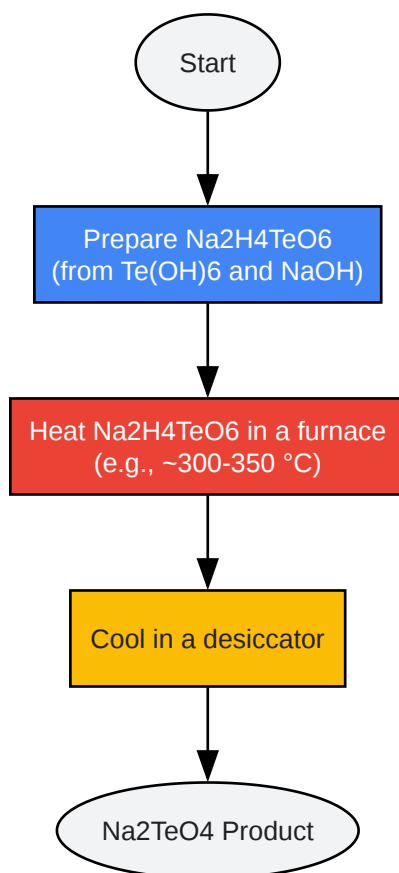 Start
Prepare Na2H4TeO6
(from Te(OH)6 and NaOH)
Heat Na2H4TeO6 in a furnace
(e.g., ~300-350 °C)
Cool in a desiccator
Na2TeO4 Product